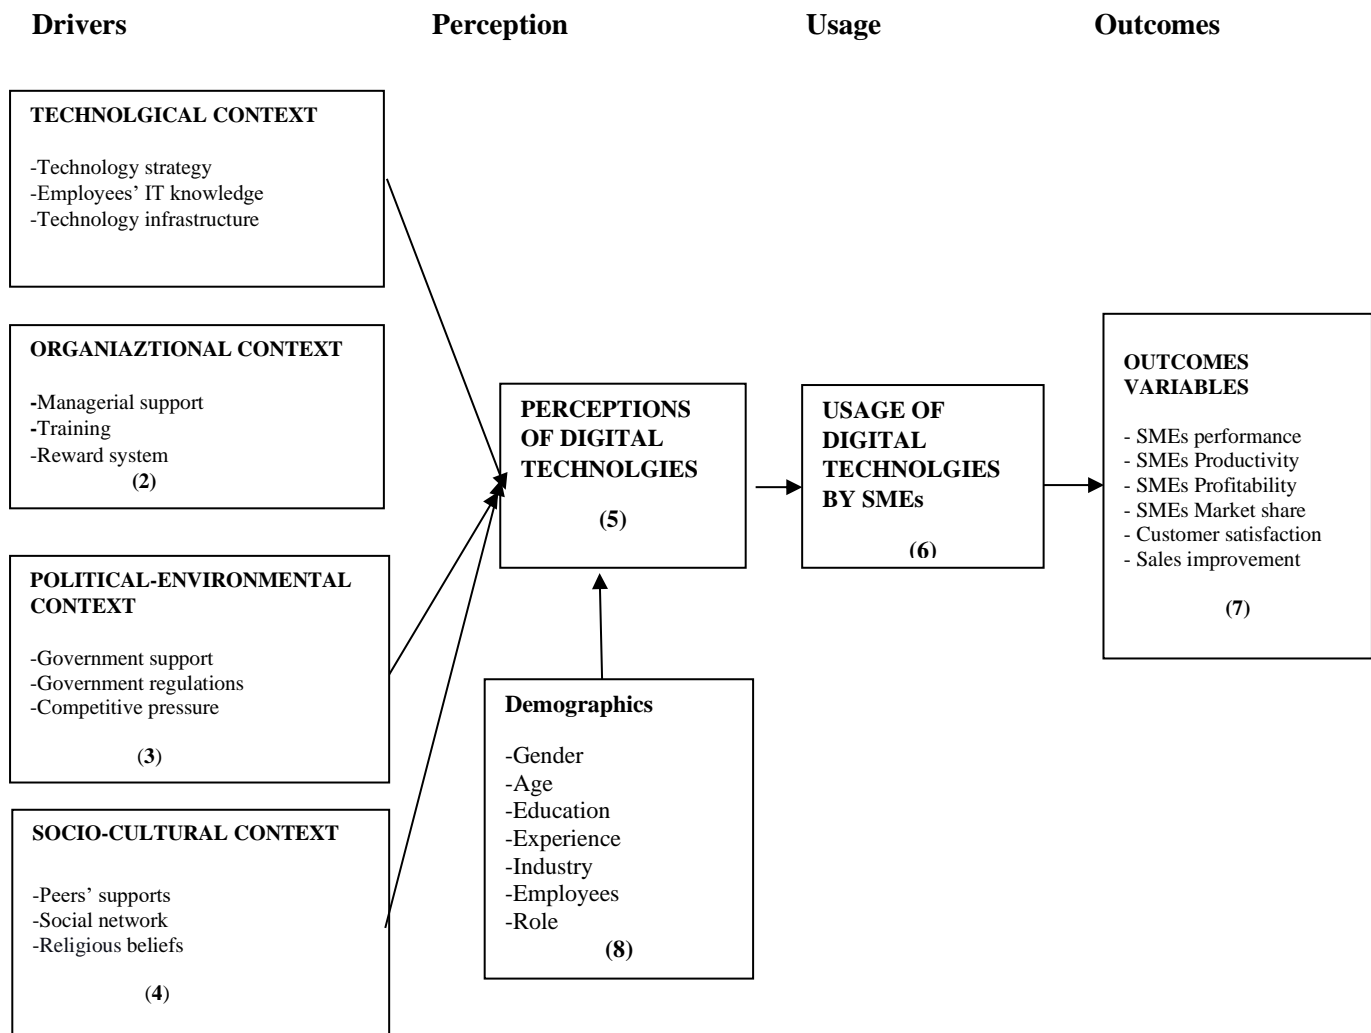 Drivers
Perception
Usage
Outcomes
TECHNOLGICAL CONTEXT
-Technology strategy
-Employees’ IT knowledge
-Technology infrastructure
ORGANIAZTIONAL CONTEXT
-Managerial support
-Training
-Reward system
(2)
POLITICAL-ENVIRONMENTAL
CONTEXT
-Government support
-Government regulations
-Competitive pressure
(3)
SOCIO-CULTURAL CONTEXT
-Peers’ supports
-Social network
-Religious beliefs
(4)
PERCEPTIONS
OF DIGITAL
TECHNOLGIES
(5)
Demographics
-Gender
-Age
-Education
-Experience
-Industry
-Employees
-Role
(8)
USAGE OF
DIGITAL
TECHNOLGIES
BY SMEs
(6)
OUTCOMES
VARIABLES
- SMEs performance
- SMEs Productivity
- SMEs Profitability
- SMEs Market share
- Customer satisfaction
- Sales improvement
(7)